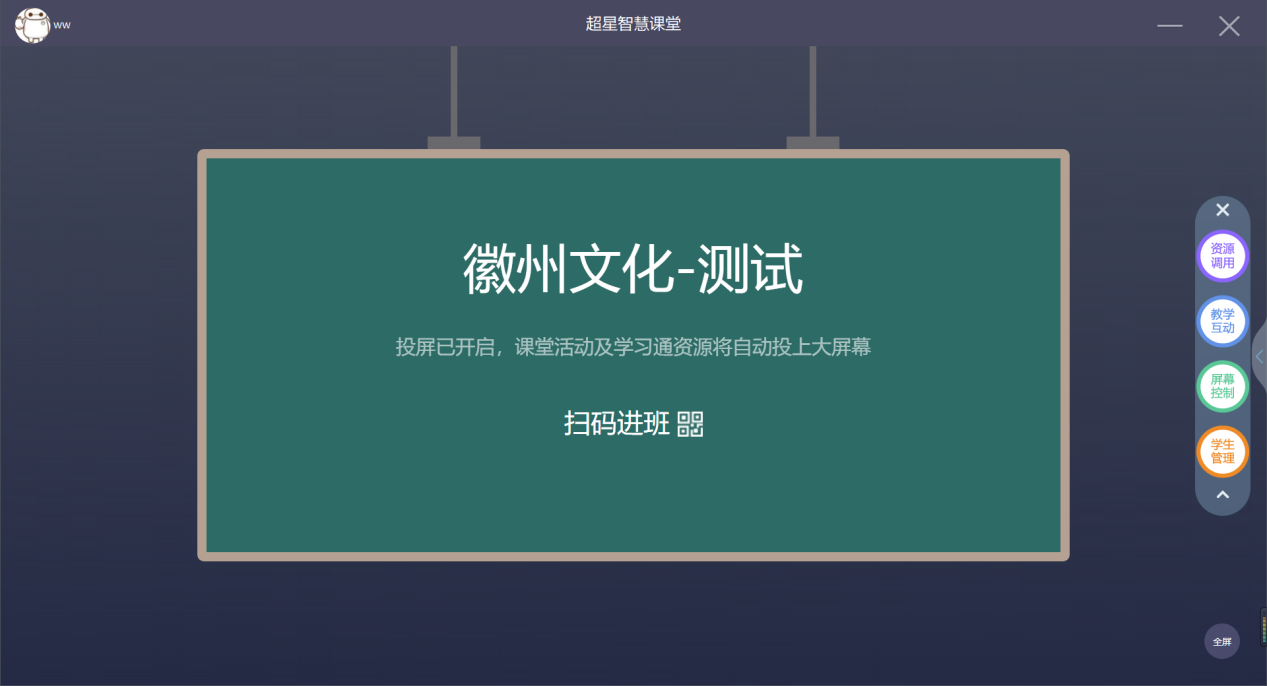 ww
超星智慧课堂
徽州文化-测试
投屏已开启，课堂活动及学习通资源将自动投上大屏幕
扫码进班
资源
调用
教学
互动
屏幕
控制
学生
管理
全屏